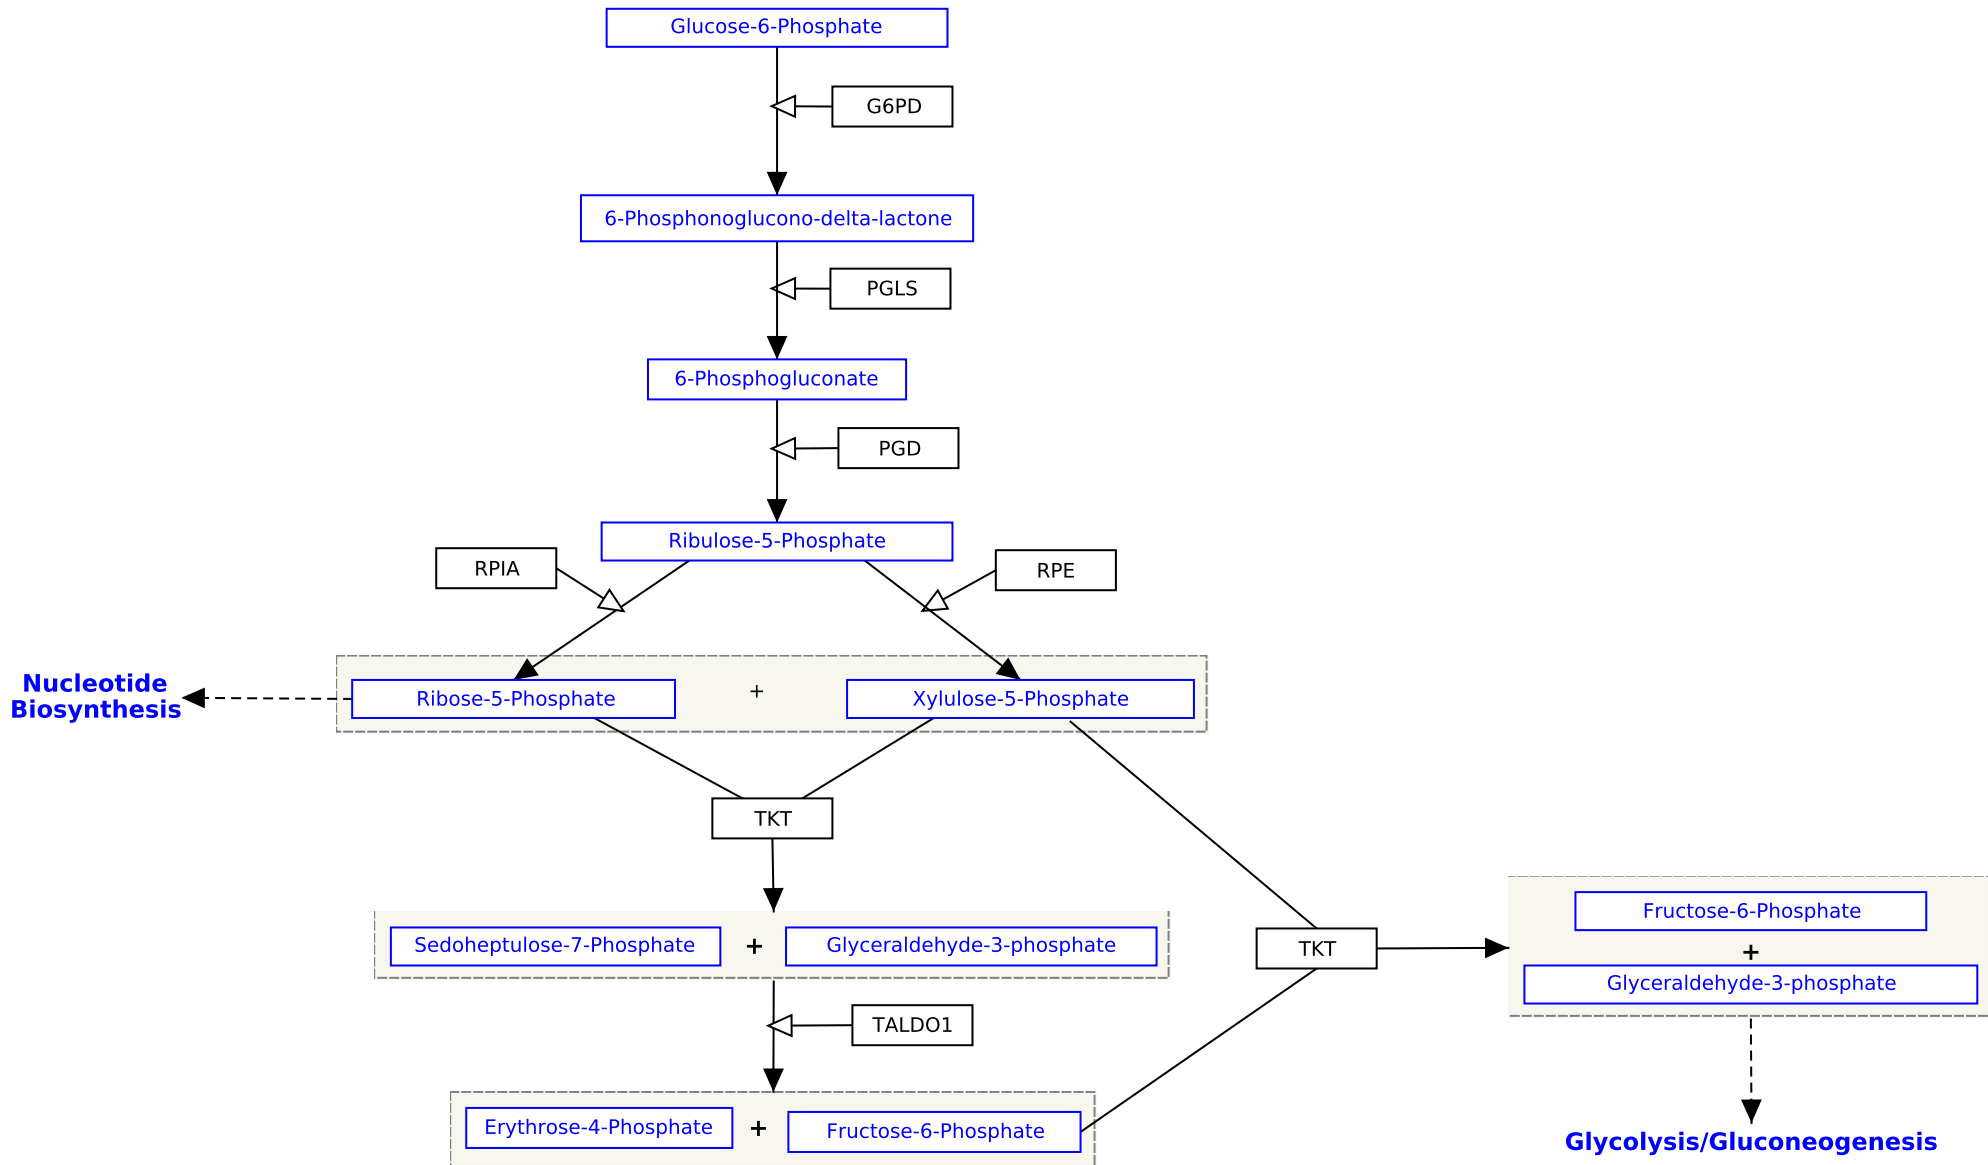 Glucose-6-Phosphate
G6PD
6-Phosphonoglucono-delta-lactone
PGLS
6-Phosphogluconate
PGD
Ribulose-5-Phosphate
RPIA
RPE
Nucleotide
Biosynthesis
Ribose-5-Phosphate
+
Xylulose-5-Phosphate
TKT
Sedoheptulose-7-Phosphate
+
Glyceraldehyde-3-phosphate
TKT
Fructose-6-Phosphate
+
Glyceraldehyde-3-phosphate
TALDO1
Erythrose-4-Phosphate
+
Fructose-6-Phosphate
Glycolysis/Gluconeogenesis